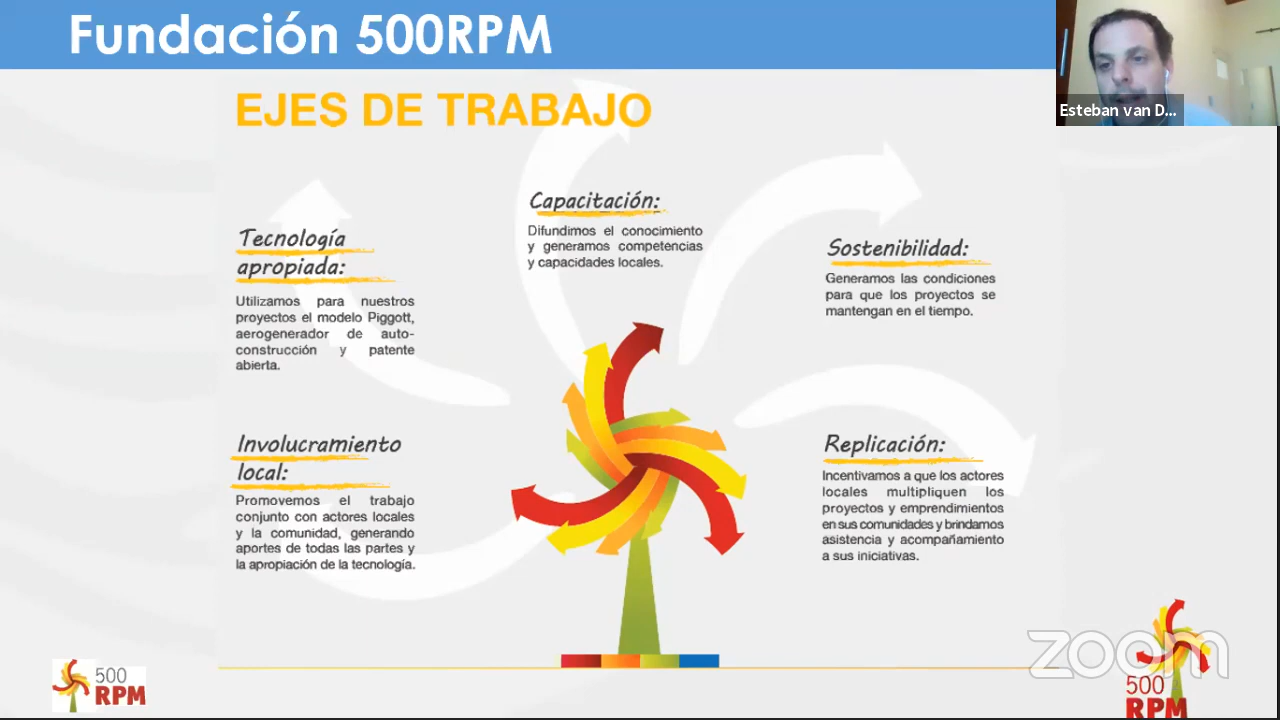 Fundación 500RPM
Esteban van D...
EJES DE TRABAJO
Tecnología
apropiada:
Utilizamos para nuestros
proyectos el modelo Piggott,
aerogenerador de auto-
construcción y patente
abierta.
Involucramiento
local:
Promovemos el trabajo
conjunto con actores locales
y la comunidad, generando
aportes de todas las partes y
la apropiación de la tecnología.
Capacitación:
Difundimos el conocimiento
y generamos competencias
y capacidades locales.
Sostenibilidad:
Generamos las condiciones
para que los proyectos se
mantengan en el tiempo.
Replicación:
Incentivamos a que los actores
locales multipliquen los
proyectos y emprendimientos
en sus comunidades y brindamos
asistencia y acompañamiento
a sus iniciativas.
500
RPM
zoom
500
RPM